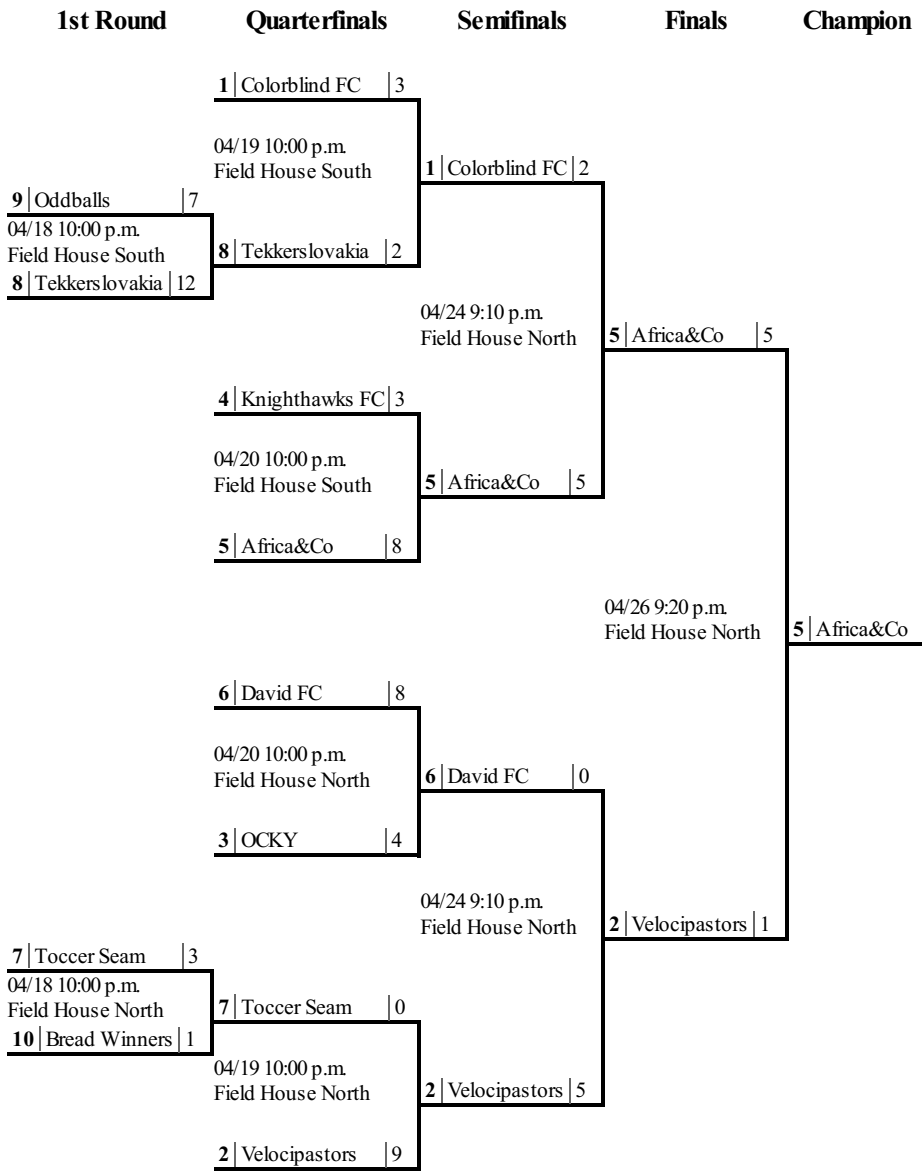 1st Round Quarterfinals Semifinals Finals Champion
1 Colorblind FC 3
04/19 10:00 p.m.
Field House South
1 Colorblind FC 2
9 Oddballs 7
04/18 10:00 p.m.
Field House South
8 Tekkerslovakia 2
8 Tekkerslovakia 12
04/24 9:10 p.m.
Field House North
5 Africa&Co 5
4 Knighthawks FC 3
04/20 10:00 p.m.
Field House South
5 Africa&Co 5
5 Africa&Co 8
04/26 9:20 p.m.
Field House North
5 Africa&Co
6 David FC 8
04/20 10:00 p.m.
Field House North
6 David FC 0
3 OCKY 4
04/24 9:10 p.m.
Field House North
2 Velocipastors 1
7 Toccer Seam 3
04/18 10:00 p.m.
Field House North
7 Toccer Seam 0
10 Bread Winners 1
04/19 10:00 p.m.
Field House North
2 Velocipastors 5
2 Velocipastors 9